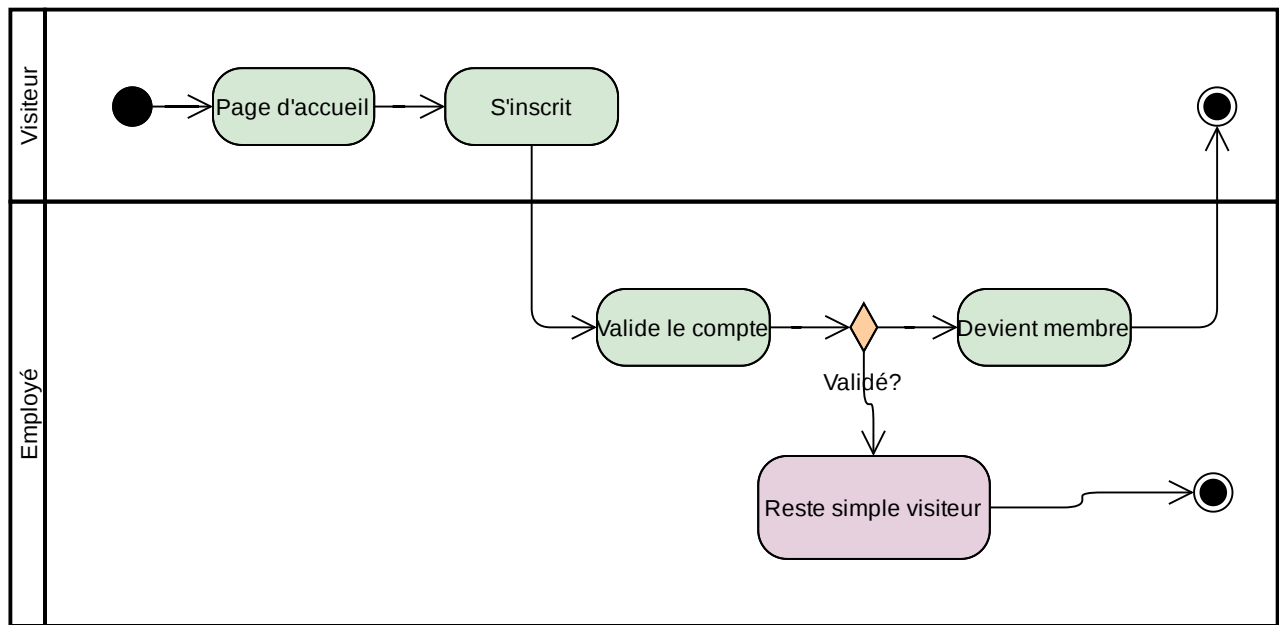 Visiteur
Page d'accueil
S'inscrit
Employé
Valide le compte
Devient membre
Validé?
Reste simple visiteur